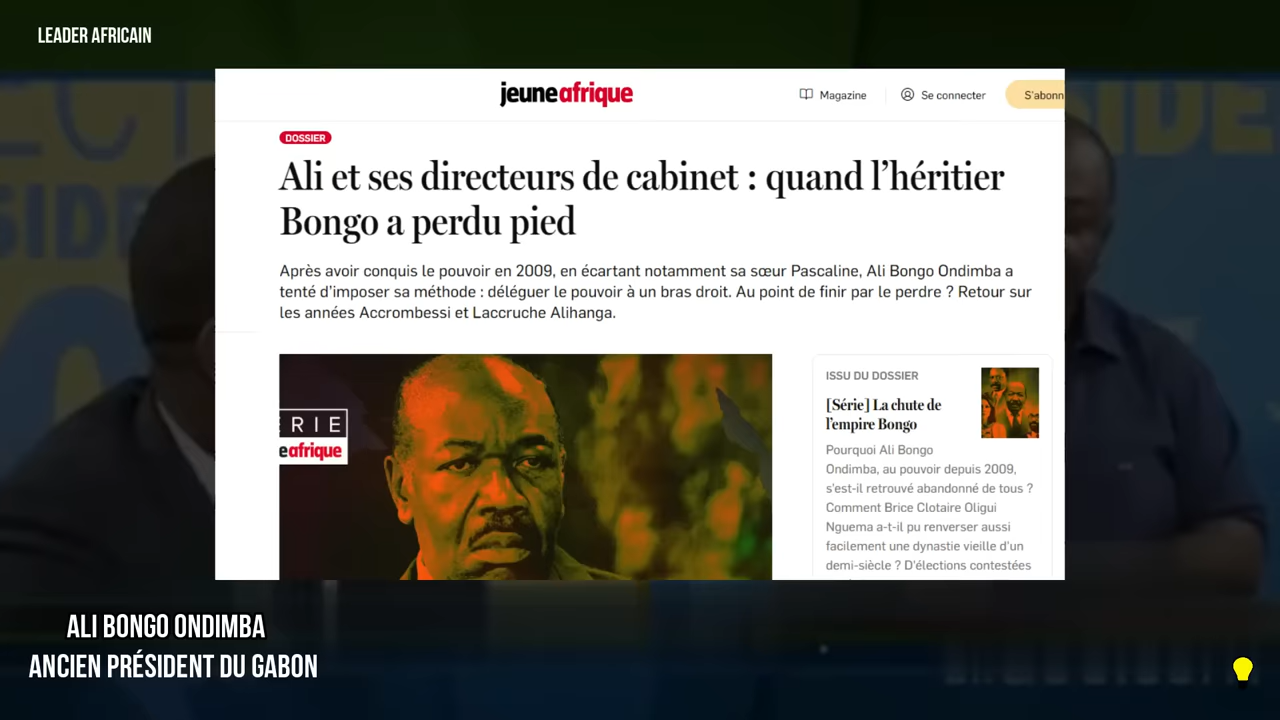 LEADER AFRICAIN
jeuneafrique
Magazine
Se connecter
S'abonn
DOSSIER
Ali et ses directeurs de cabinet : quand l'héritier
Bongo a perdu pied
Après avoir conquis le pouvoir en 2009, en écartant notamment sa sœur Pascaline, Ali Bongo Ondimba a
tenté d'imposer sa méthode : déléguer le pouvoir à un bras droit. Au point de finir par le perdre ? Retour sur
les années Accrombessi et Laccruche Alihanga.
ÉRIE
eafrique
ISSU DU DOSSIER
[Série] La chute de
l'empire Bongo
Pourquoi Ali Bongo
Ondimba, au pouvoir depuis 2009,
s'est-il retrouvé abandonné de tous ?
Comment Brice Clotaire Oligui
Nguema a-t-il pu renverser aussi
facilement une dynastie vieille d'un
demi-siècle ? D'élections contestées
ALI BONGO ONDIMBA
ANCIEN PRÉSIDENT DU GABON